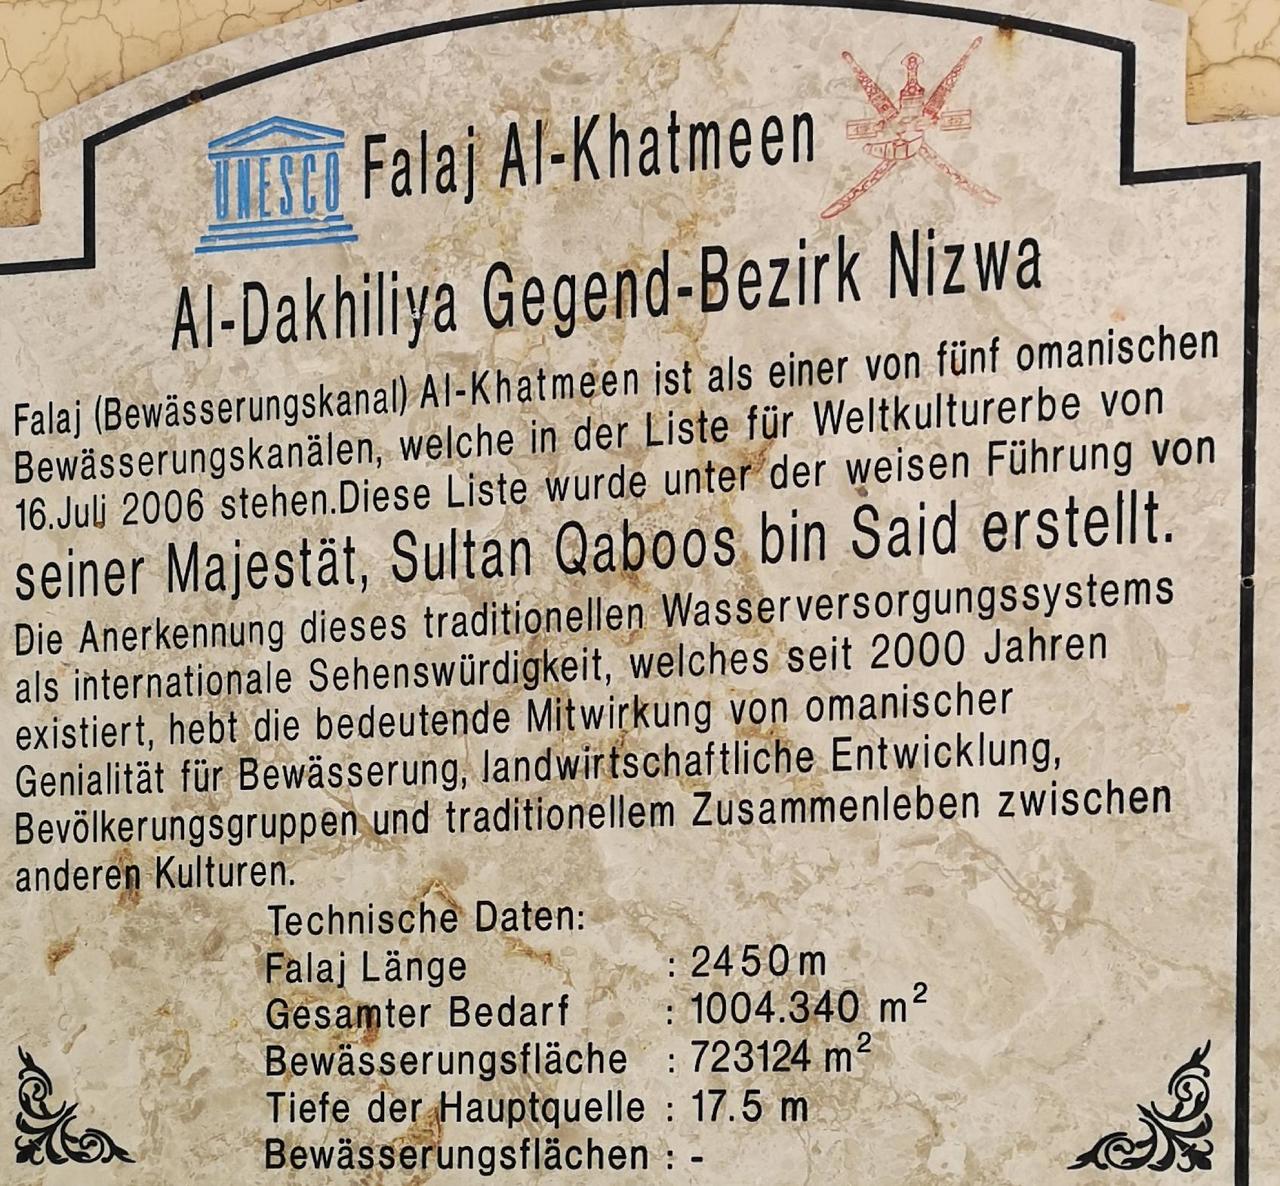 UNESCO
Falaj Al-Khatmeen
Al-Dakhiliya Gegend-Bezirk Nizwa
Falaj (Bewässerungskanal) Al-Khatmeen ist als einer von fünf omanischen
Bewässerungskanälen, welche in der Liste für Weltkulturerbe von
16.Juli 2006 stehen.Diese Liste wurde unter der weisen Führung von
seiner Majestät, Sultan Qaboos bin Said erstellt.
Die Anerkennung dieses traditionellen Wasserversorgungssystems
als internationale Sehenswürdigkeit, welches seit 2000 Jahren
existiert, hebt die bedeutende Mitwirkung von omanischer
Genialität für Bewässerung, landwirtschaftliche Entwicklung,
Bevölkerungsgruppen und traditionellem Zusammenleben zwischen
anderen Kulturen.
Technische Daten:
Falaj Länge : 2450 m
Gesamter Bedarf : 1004.340 m²
Bewässerungsfläche : 723124 m²
Tiefe der Hauptquelle : 17.5 m
Bewässerungsflächen : -